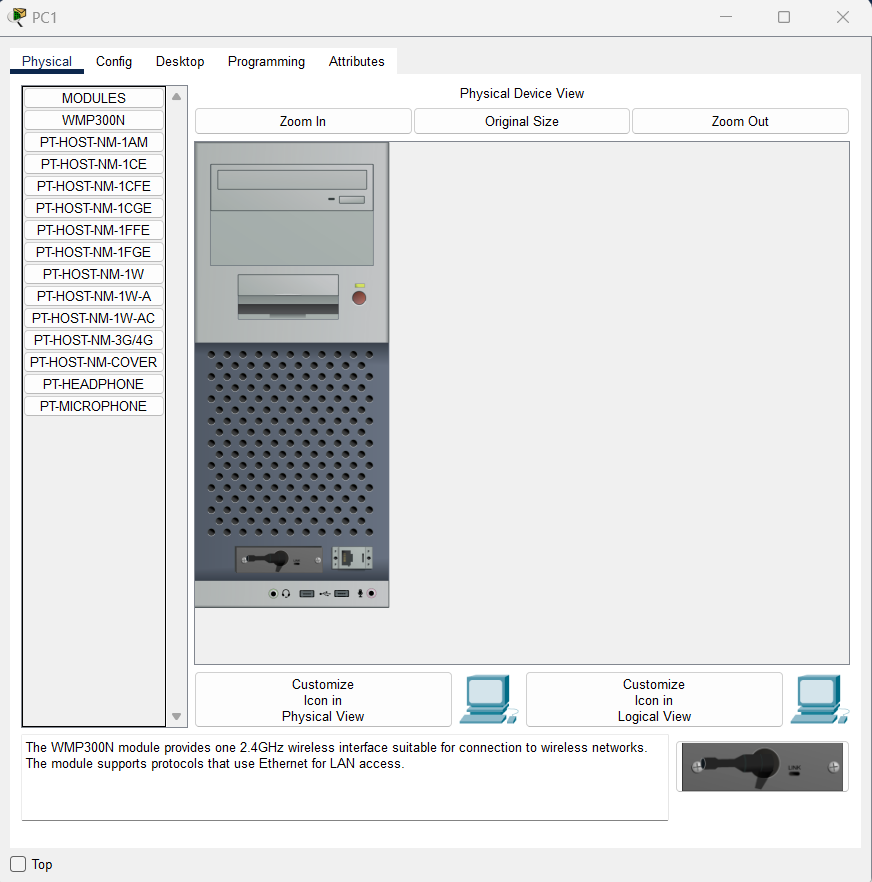 PC1
Physical
Config
Desktop
Programming
Attributes
MODULES
WMP300N
PT-HOST-NM-1AM
PT-HOST-NM-1CE
PT-HOST-NM-1CFE
PT-HOST-NM-1CGE
PT-HOST-NM-1FFE
PT-HOST-NM-1FGE
PT-HOST-NM-1W
PT-HOST-NM-1W-A
PT-HOST-NM-1W-AC
PT-HOST-NM-3G/4G
PT-HOST-NM-COVER
PT-HEADPHONE
PT-MICROPHONE
Physical Device View
Zoom In
Original Size
Zoom Out
Customize
Icon in
Physical View
Customize
Icon in
Logical View
The WMP300N module provides one 2.4GHz wireless interface suitable for connection to wireless networks.
The module supports protocols that use Ethernet for LAN access.
LINK
Top